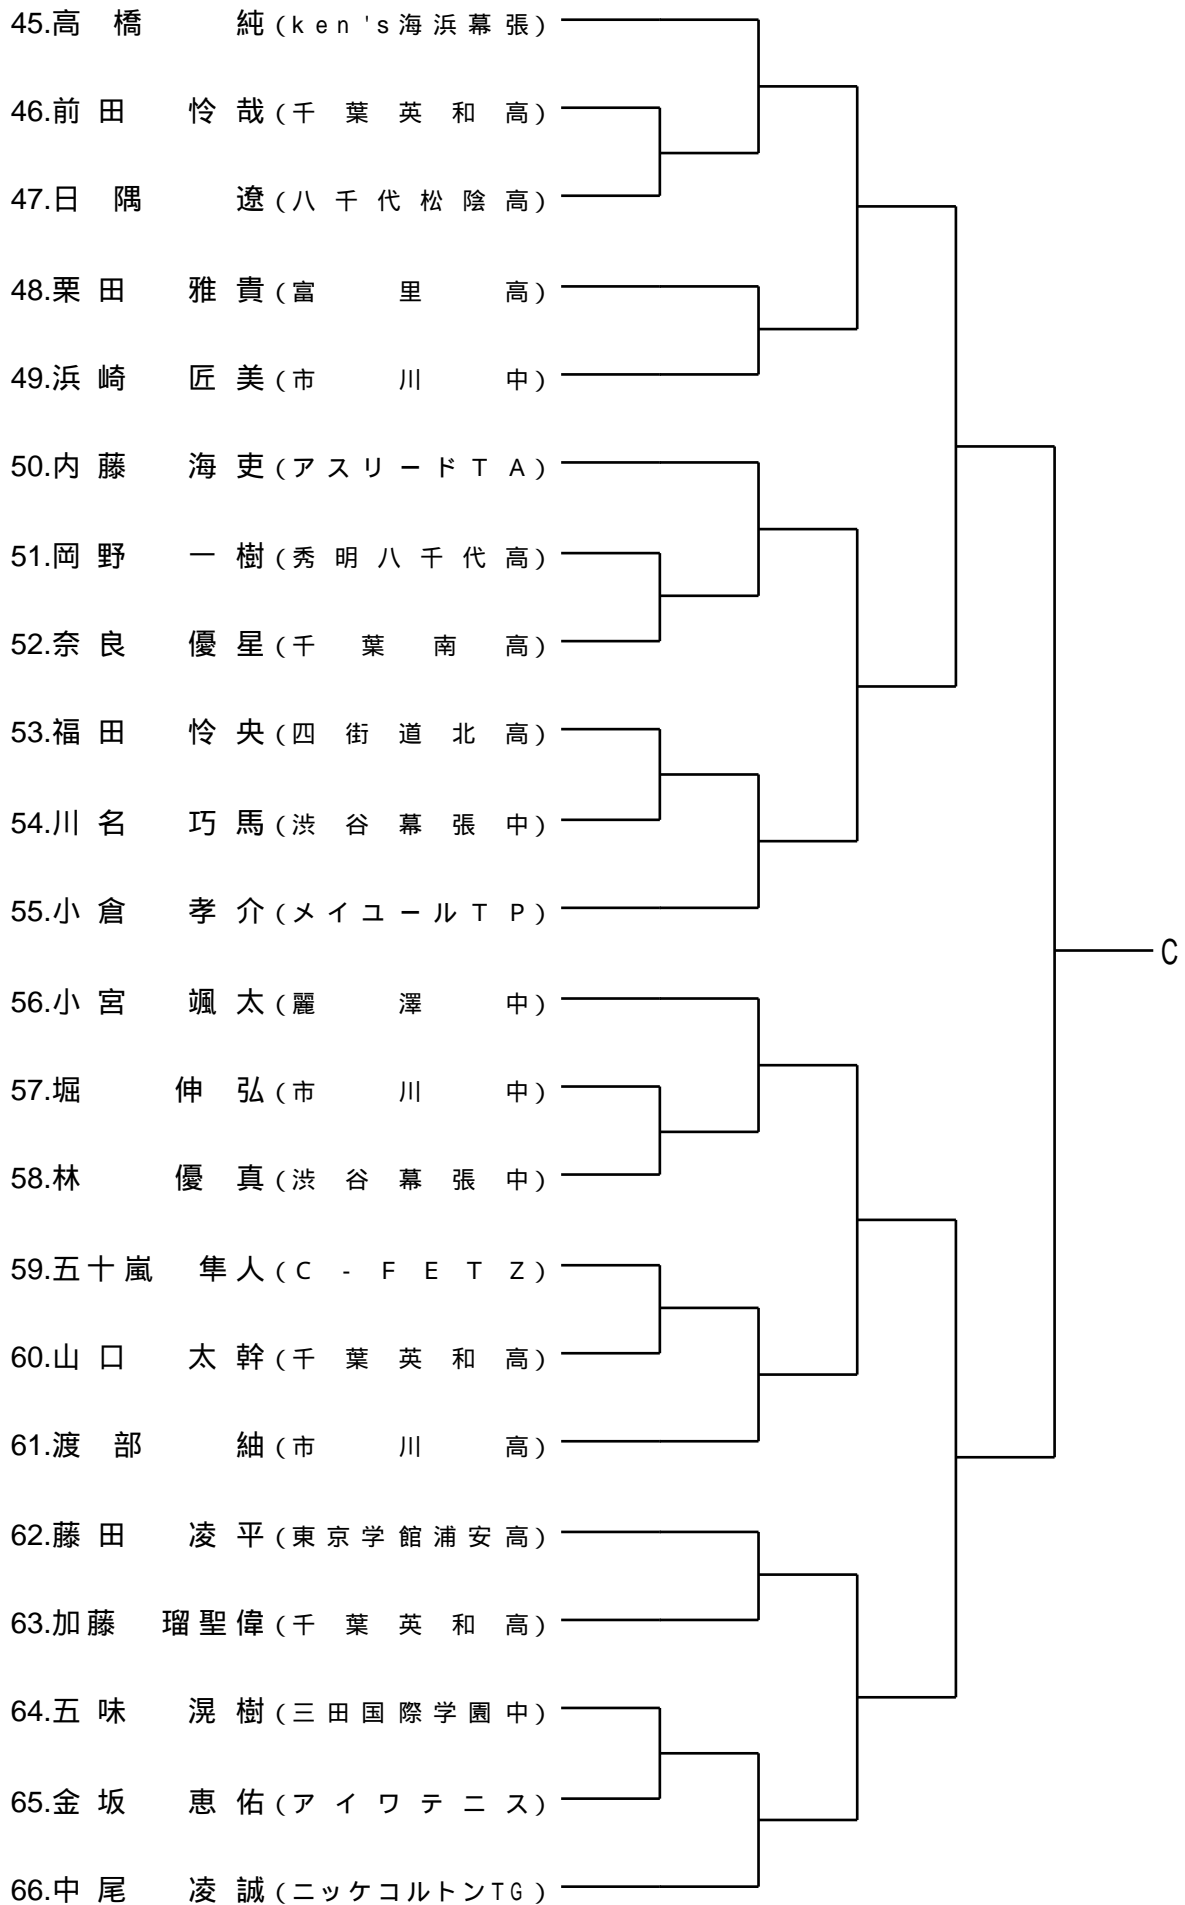 45.高橋 純(ken's海浜幕張)
46.前田 怜哉(千葉英和高)
47.日隅 遼(八千代松陰高)
48.栗田 雅貴(富里高)
49.浜崎 匠美(市川中)
50.内藤 海吏(アスリードTA)
51.岡野 一樹(秀明八千代高)
52.奈良 優星(千葉南高)
53.福田 怜央(四街道北高)
54.川名 巧馬(渋谷幕張中)
55.小倉 孝介(メイユールTP)
C
56.小宮 颯太(麗澤中)
57.堀 伸弘(市川中)
58.林 優真(渋谷幕張中)
59.五十嵐 隼人(C-FETZ)
60.山口 太幹(千葉英和高)
61.渡部 紬(市川高)
62.藤田 凌平(東京学館浦安高)
63.加藤 瑠聖偉(千葉英和高)
64.五味 滉樹(三田国際学園中)
65.金坂 恵佑(アイワテニス)
66.中尾 凌誠(ニッケコルトンTG)